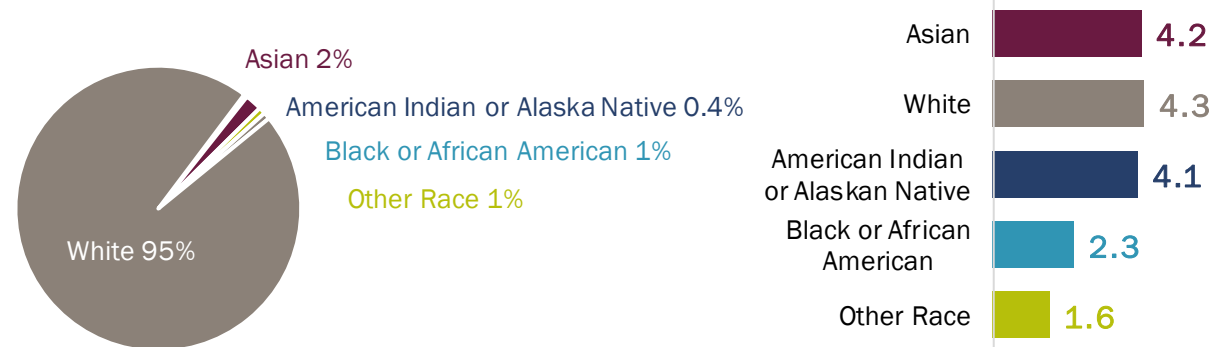 Asian 2%
American Indian or Alaska Native 0.4%
Black or African American 1%
Other Race 1%
White 95%
Asian 4.2
White 4.3
American Indian
or Alaskan Native 4.1
Black or African
American 2.3
Other Race 1.6